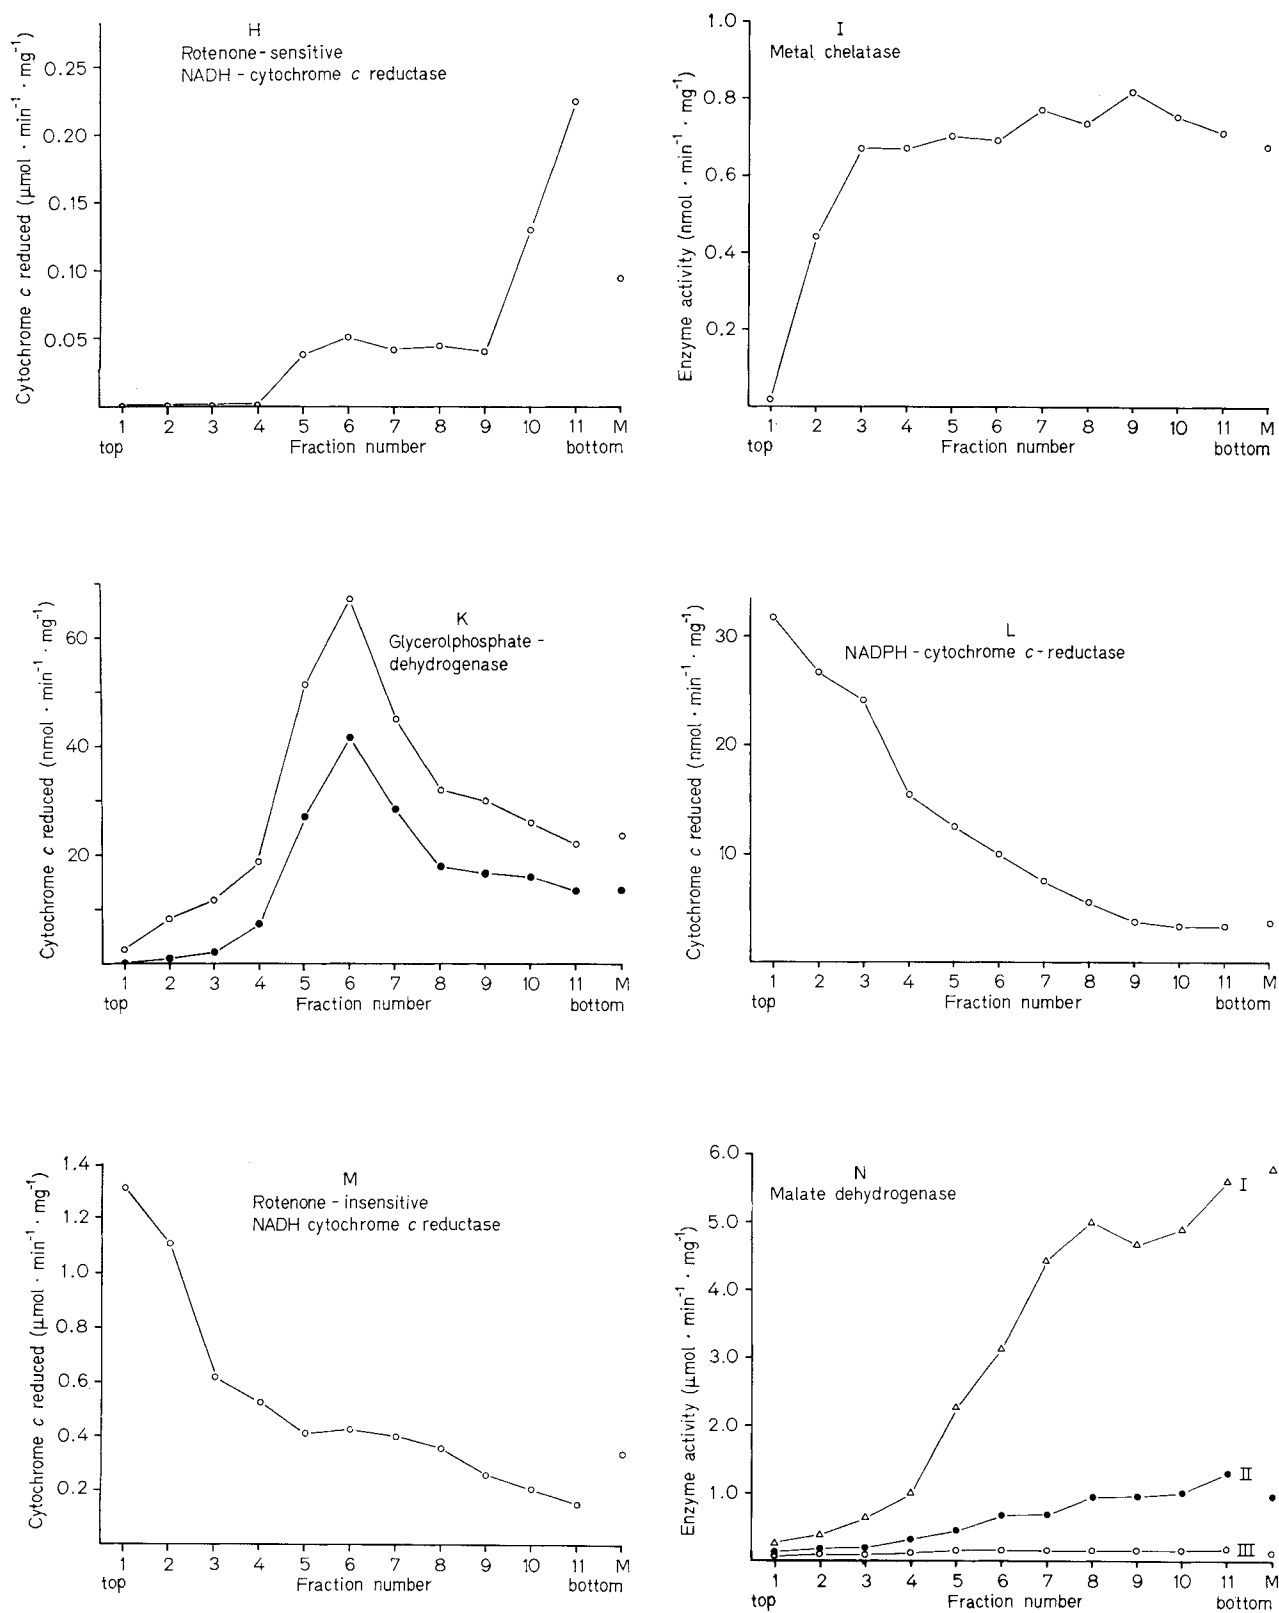 H
Rotenone-sensitive
NADH - cytochrome c reductase
Cytochrome c reduced (μmol · min⁻¹ · mg⁻¹)
0.25
0.20
0.15
0.10
0.05
1 2 3 4 5 6 7 8 9 10 11 M
top Fraction number bottom
I
Metal chelatase
Enzyme activity (nmol · min⁻¹ · mg⁻¹)
1.0
0.8
0.6
0.4
0.2
1 2 3 4 5 6 7 8 9 10 11 M
top Fraction number bottom
K
Glycerolphosphate -
dehydrogenase
Cytochrome c reduced (nmol · min⁻¹ · mg⁻¹)
60
40
20
1 2 3 4 5 6 7 8 9 10 11 M
top Fraction number bottom
L
NADPH - cytochrome c-reductase
Cytochrome c reduced (nmol · min⁻¹ · mg⁻¹)
30
20
10
1 2 3 4 5 6 7 8 9 10 11 M
top Fraction number bottom
M
Rotenone - insensitive
NADH cytochrome c reductase
Cytochrome c reduced (μmol · min⁻¹ · mg⁻¹)
1.4
1.2
1.0
0.8
0.6
0.4
0.2
1 2 3 4 5 6 7 8 9 10 11 M
top Fraction number bottom
N
Malate dehydrogenase
Enzyme activity (μmol · min⁻¹ · mg⁻¹)
6.0
5.0
4.0
3.0
2.0
1.0
I
II
III
1 2 3 4 5 6 7 8 9 10 11 M
top Fraction number bottom